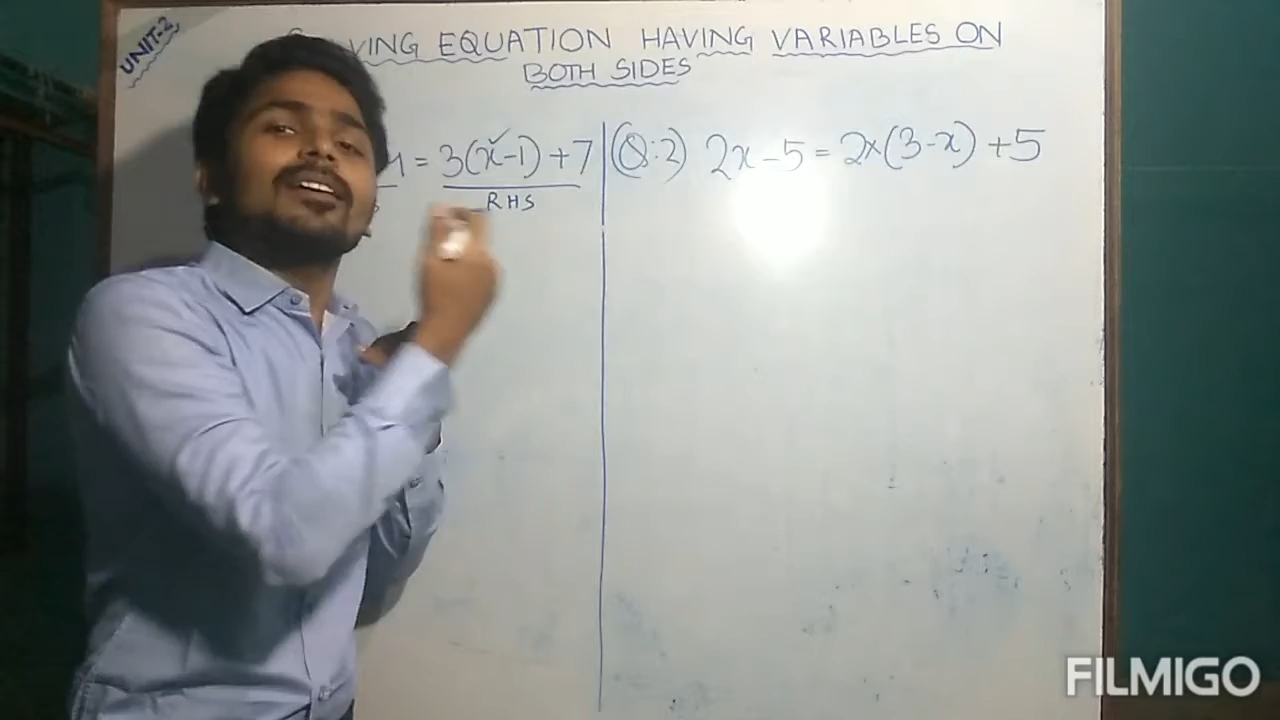 UNIT-2
VING EQUATION HAVING VARIABLES ON
BOTH SIDES
= 3(x-1) + 7
RHS
(Q:2) 2x - 5 = 2x(3-x) + 5
FILMIGO